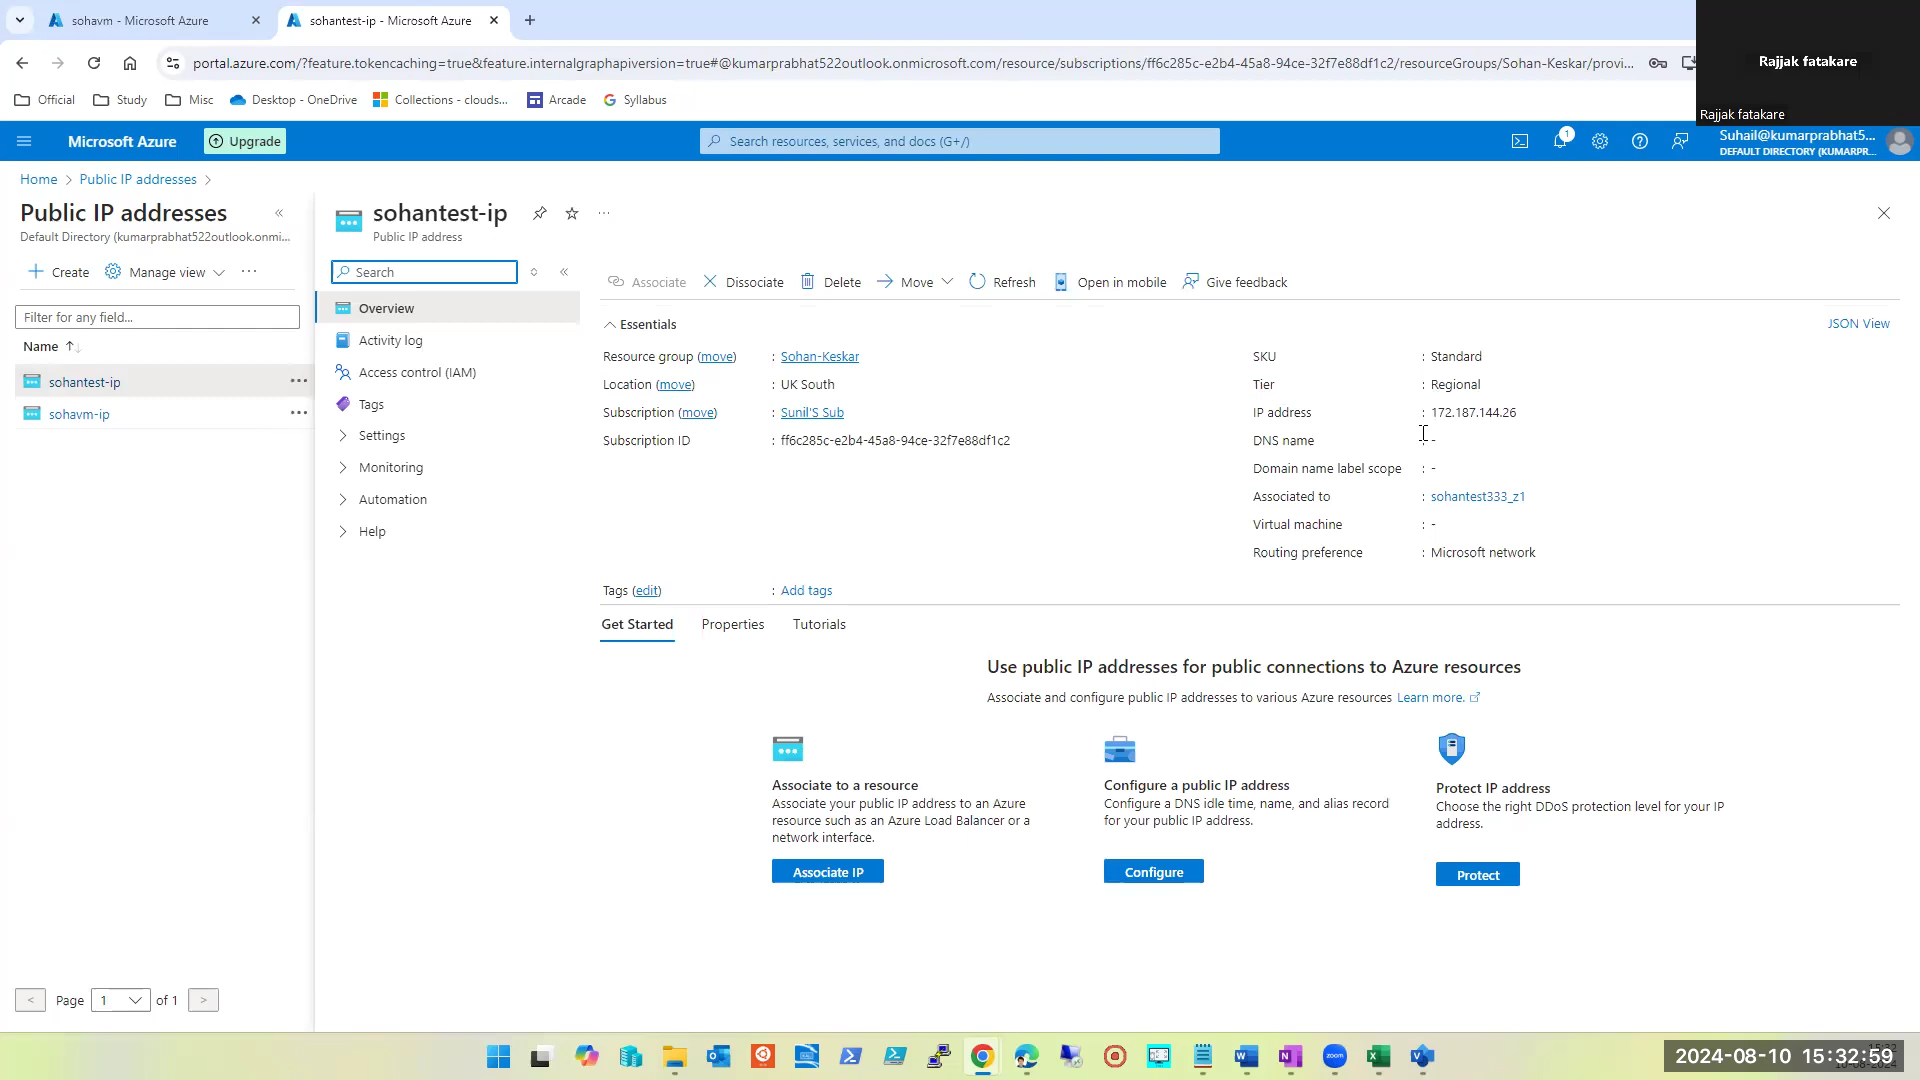 sohavm - Microsoft Azure
sohantest-ip - Microsoft Azure
portal.azure.com/?feature.tokencaching=true&feature.internalgraphapiversion=true#@kumarprabhat522outlook.onmicrosoft.com/resource/subscriptions/ff6c285c-e2b4-45a8-94ce-32f7e88df1c2/resourceGroups/Sohan-Keskar/provi...
Rajjak fatakare
Rajjak fatakare
Official Study Misc Desktop - OneDrive Collections - clouds... Arcade Syllabus
Microsoft Azure Upgrade
Search resources, services, and docs (G+/)
1
Suhail@kumarprabhat5...
DEFAULT DIRECTORY (KUMARPR...
Home > Public IP addresses >
Public IP addresses
Default Directory (kumarprabhat522outlook.onmi...
Create Manage view ...
Filter for any field...
Name
sohantest-ip
sohavm-ip
< Page 1 of 1 >
sohantest-ip
Public IP address
Search
Overview
Activity log
Access control (IAM)
Tags
Settings
Monitoring
Automation
Help
Associate Dissociate Delete Move Refresh Open in mobile Give feedback
Essentials
JSON View
Resource group (move) : Sohan-Keskar
Location (move) : UK South
Subscription (move) : Sunil'S Sub
Subscription ID : ff6c285c-e2b4-45a8-94ce-32f7e88df1c2
SKU : Standard
Tier : Regional
IP address : 172.187.144.26
DNS name : -
Domain name label scope : -
Associated to : sohantest333_z1
Virtual machine : -
Routing preference : Microsoft network
Tags (edit) : Add tags
Get Started Properties Tutorials
Use public IP addresses for public connections to Azure resources
Associate and configure public IP addresses to various Azure resources Learn more.
Associate to a resource
Associate your public IP address to an Azure
resource such as an Azure Load Balancer or a
network interface.
Associate IP
Configure a public IP address
Configure a DNS idle time, name, and alias record
for your public IP address.
Configure
Protect IP address
Choose the right DDoS protection level for your IP
address.
Protect
zoom
2024-08-10 15:32:59